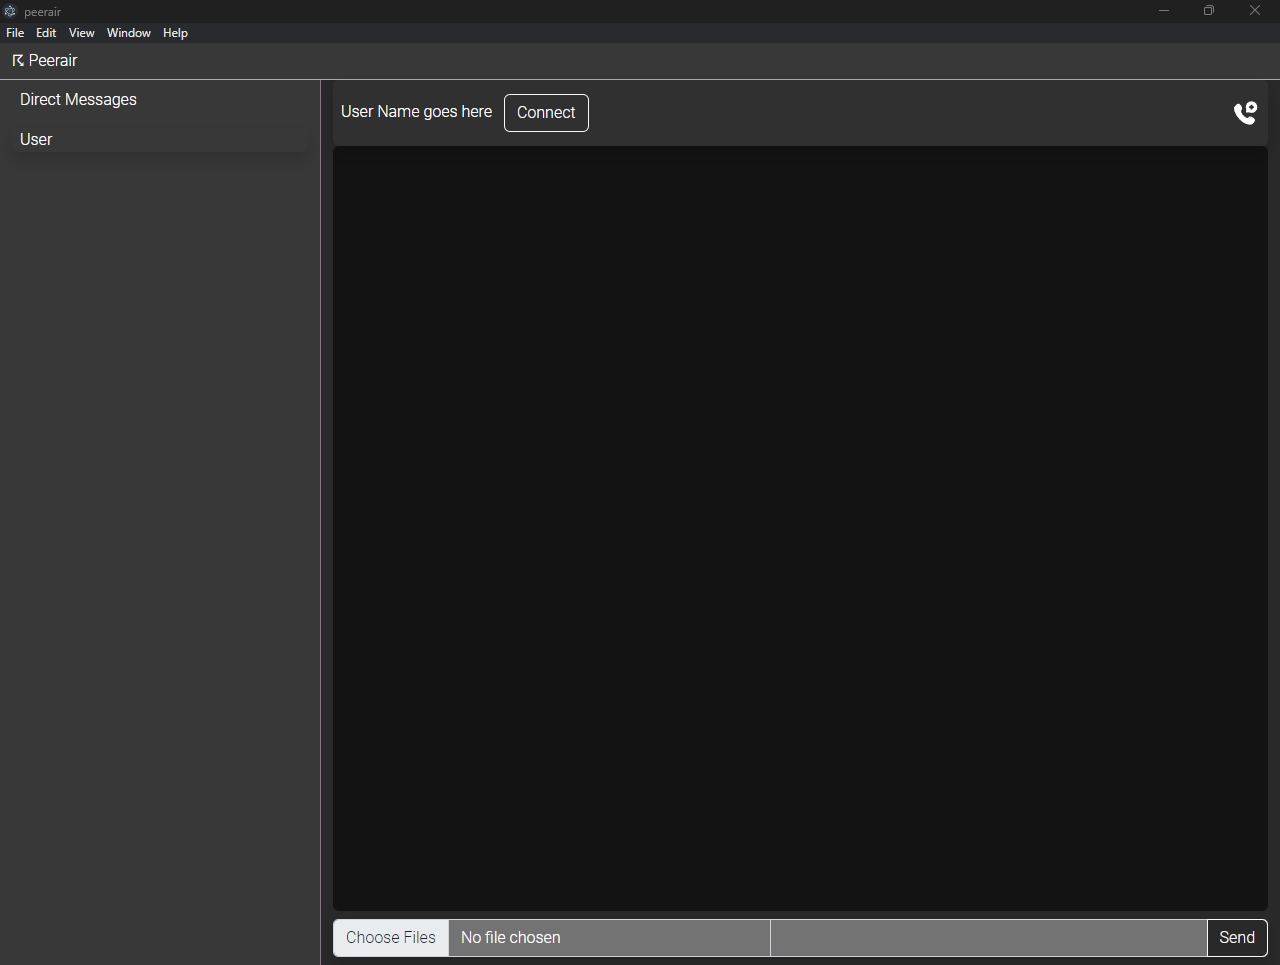 peerair
File Edit View Window Help
Peerair
Direct Messages
User
User Name goes here Connect
Choose Files No file chosen Send